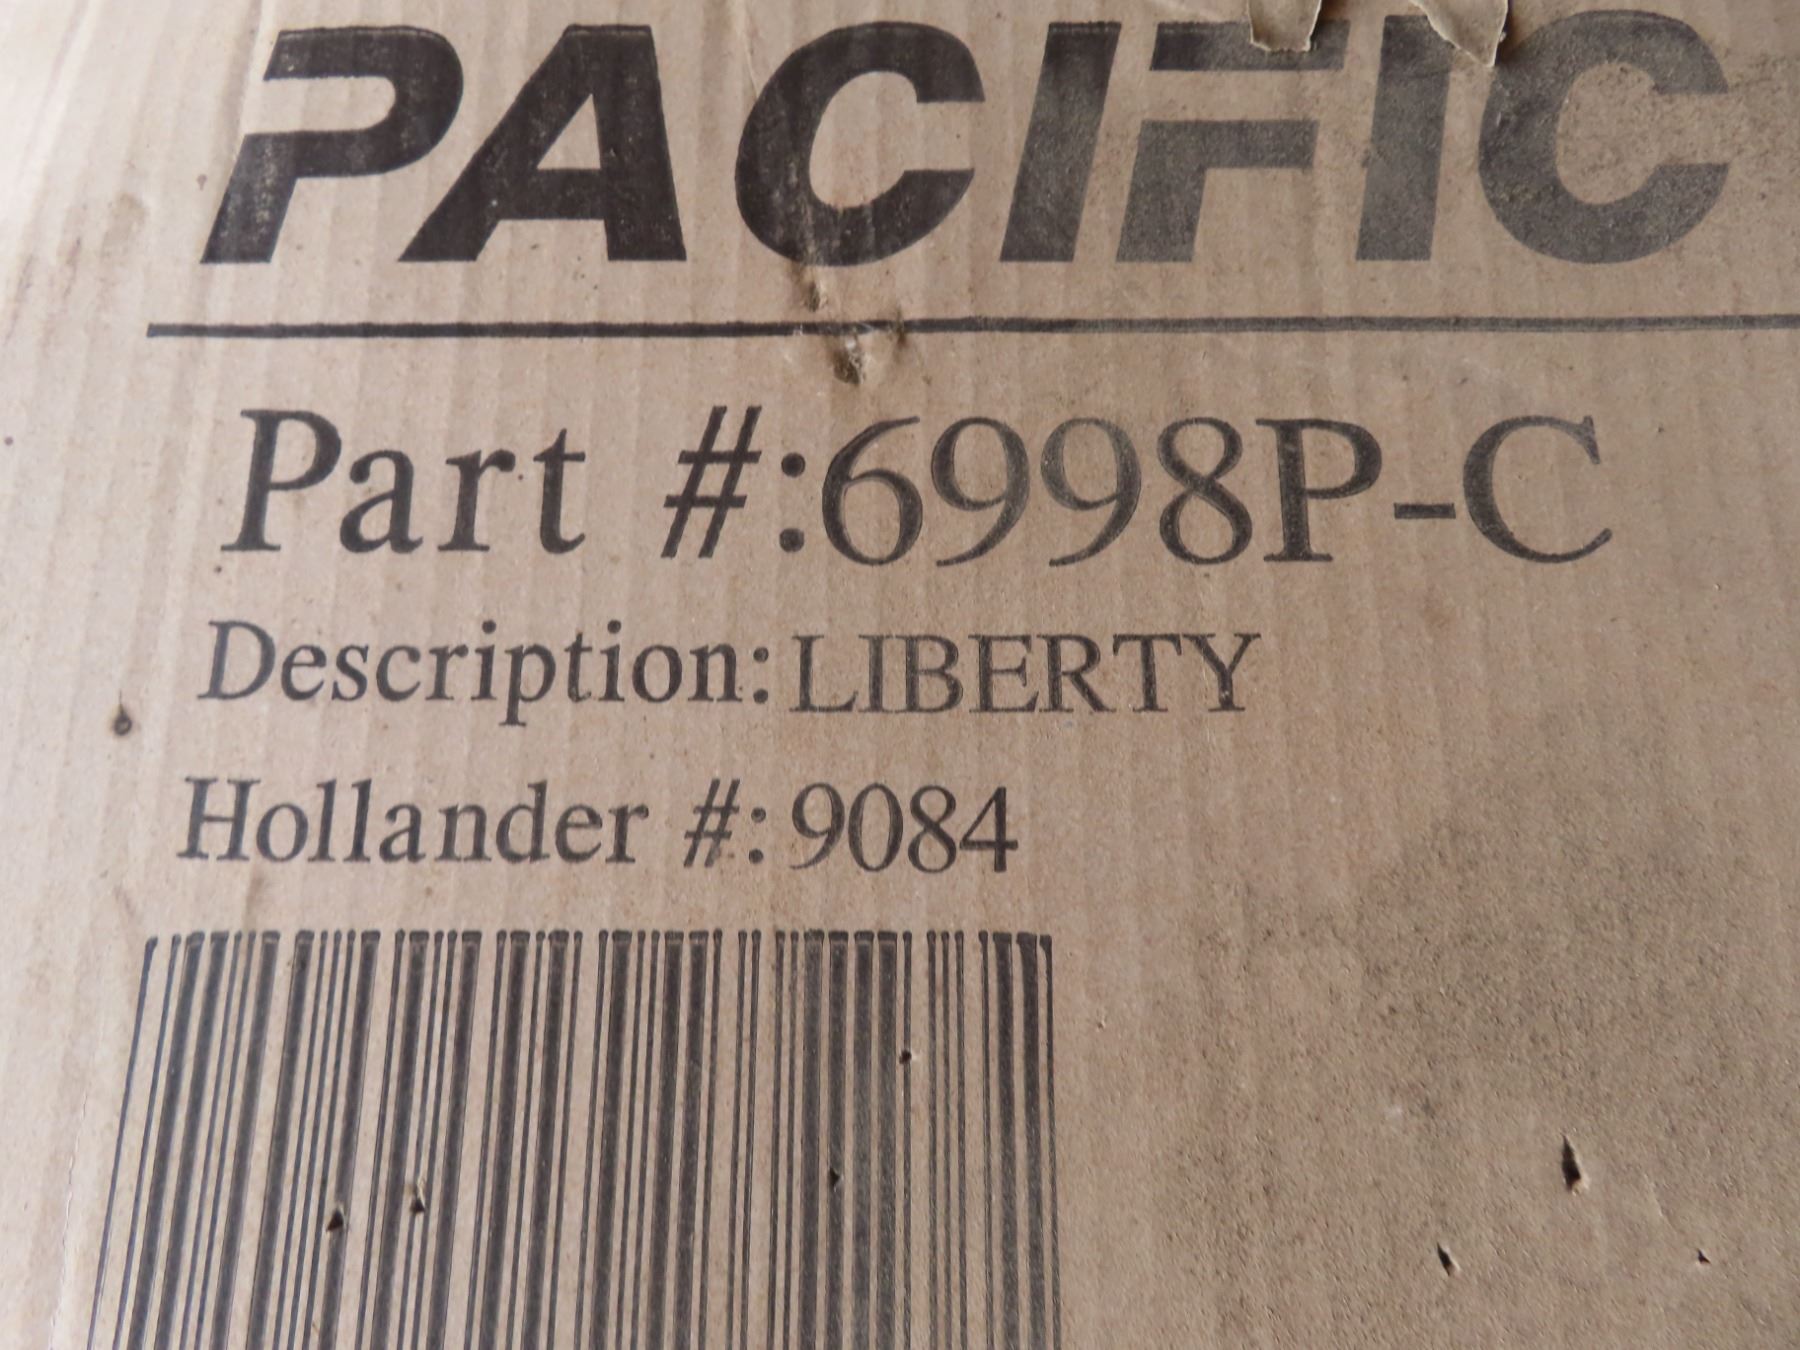 PACIFIC
Part #:6998P-C
Description: LIBERTY
Hollander #: 9084